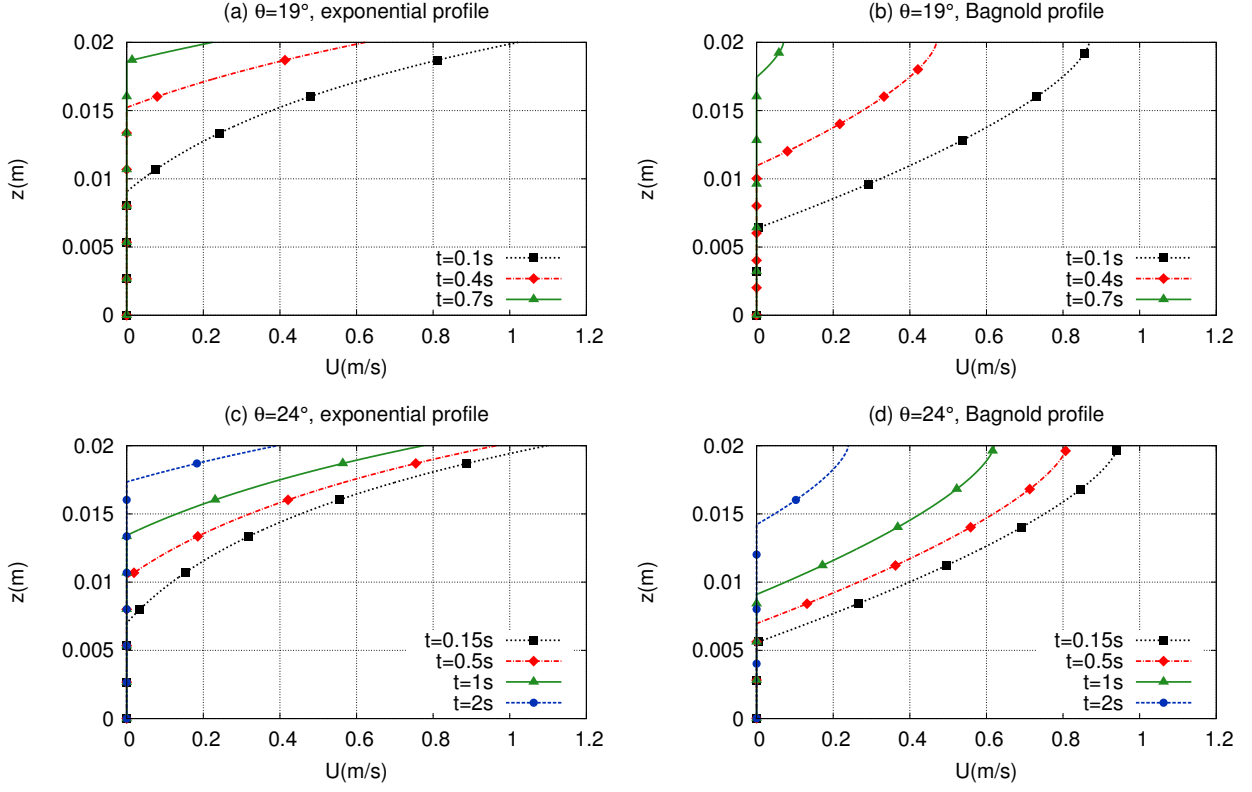 (a) θ=19°, exponential profile
z(m)
0.02
0.015
0.01
0.005
0
t=0.1s
t=0.4s
t=0.7s
0 0.2 0.4 0.6 0.8 1 1.2
U(m/s)
(b) θ=19°, Bagnold profile
z(m)
0.02
0.015
0.01
0.005
0
t=0.1s
t=0.4s
t=0.7s
0 0.2 0.4 0.6 0.8 1 1.2
U(m/s)
(c) θ=24°, exponential profile
z(m)
0.02
0.015
0.01
0.005
0
t=0.15s
t=0.5s
t=1s
t=2s
0 0.2 0.4 0.6 0.8 1 1.2
U(m/s)
(d) θ=24°, Bagnold profile
z(m)
0.02
0.015
0.01
0.005
0
t=0.15s
t=0.5s
t=1s
t=2s
0 0.2 0.4 0.6 0.8 1 1.2
U(m/s)